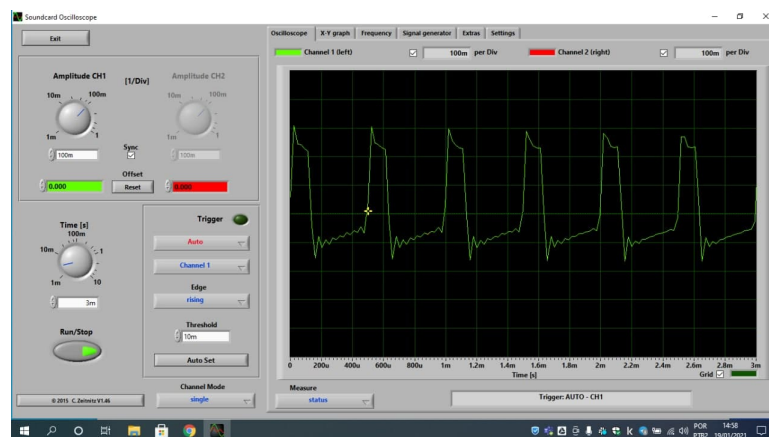 Soundcard Oscilloscope
Exit
Oscilloscope X-Y graph Frequency Signal generator Extras Settings
Channel 1 (left) 100m per Div Channel 2 (right) 100m per Div
Amplitude CH1 [1/Div] Amplitude CH2
10m 100m 10m 100m
1m 1 1m 1
Sync
100m 100m
Offset
0.000 Reset 0.000
Time [s]
100m
10m 1
1m 10
3m
Run/Stop
Trigger
Auto
Channel 1
Edge
rising
Threshold
10m
Auto Set
Channel Mode
single
© 2015 C. Zeitnitz V1.46
0 200u 400u 600u 800u 1m 1.2m 1.4m 1.6m 1.8m 2m 2.2m 2.4m 2.6m 2.8m 3m
Time [s]
Grid
Measure
status
Trigger: AUTO - CH1
POR 14:58
PTB2 19/01/2021